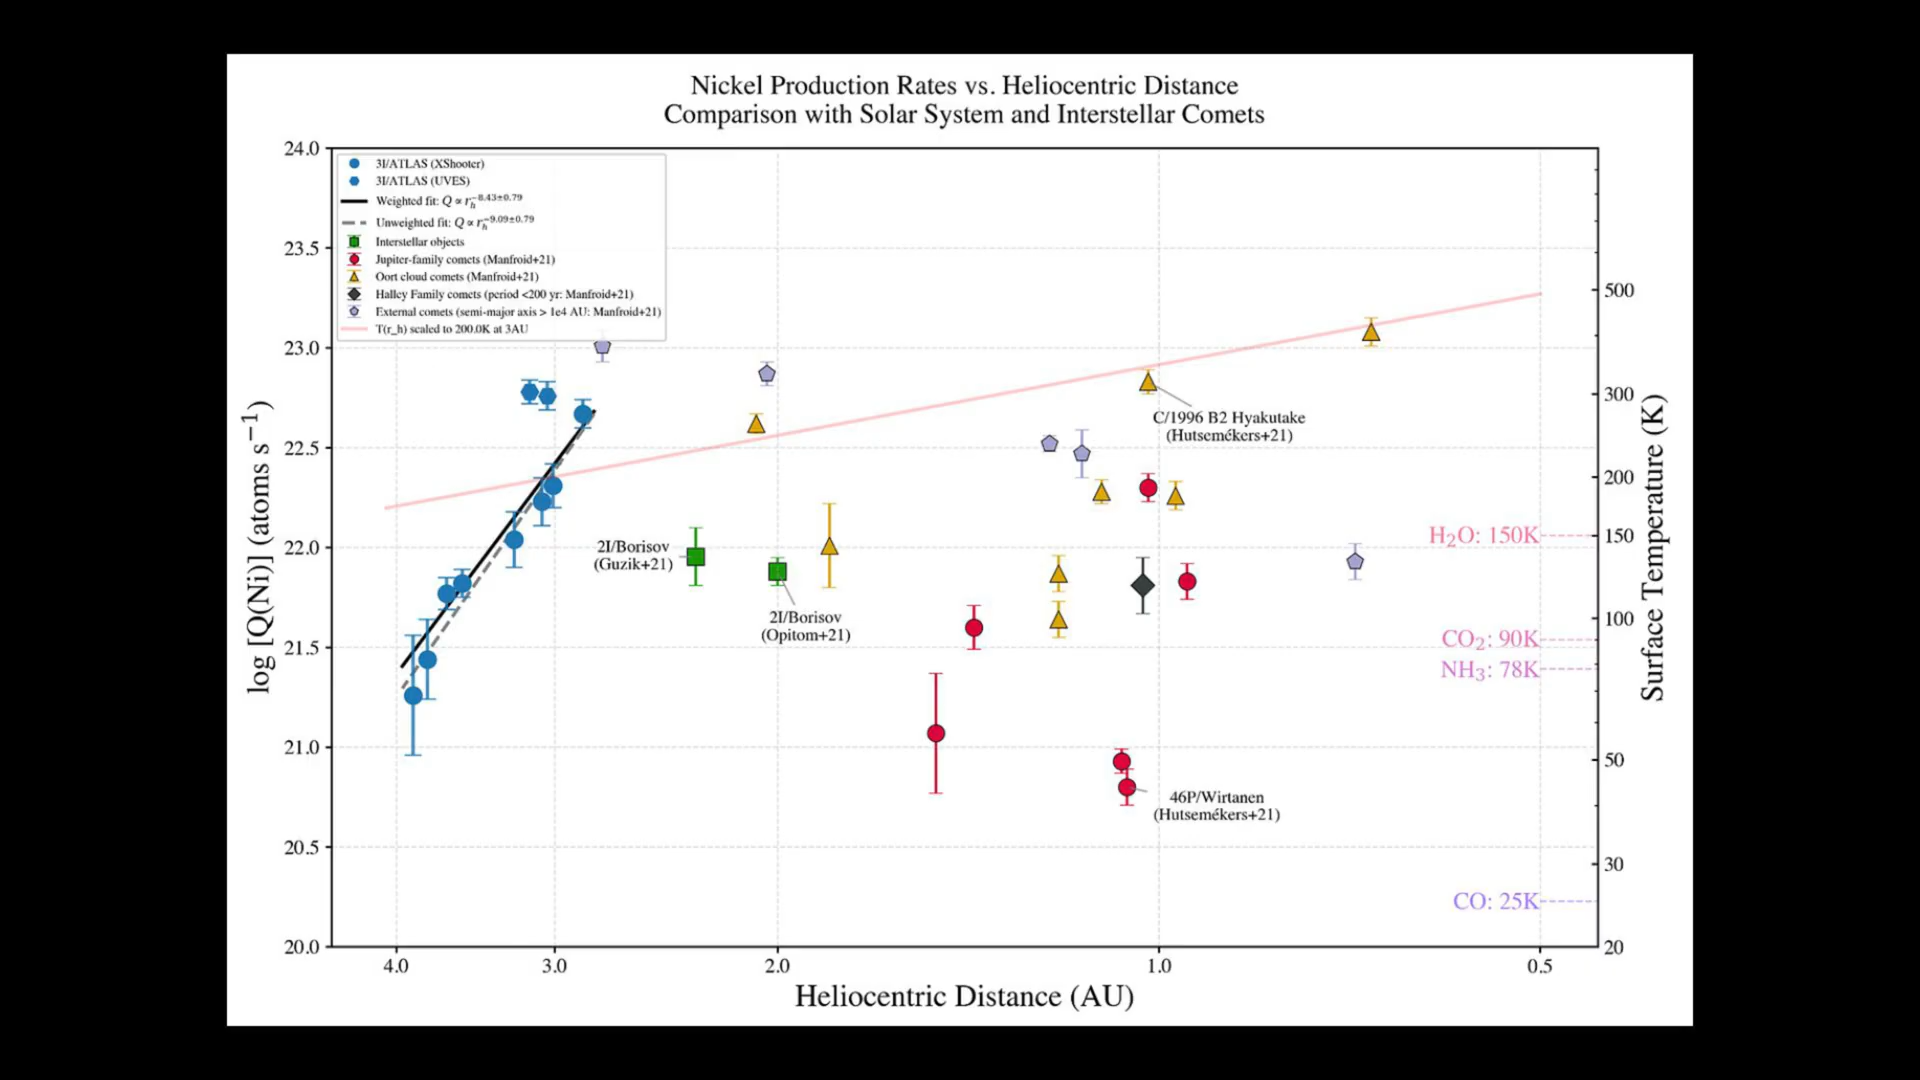 Nickel Production Rates vs. Heliocentric Distance
Comparison with Solar System and Interstellar Comets
3I/ATLAS (XShooter)
3I/ATLAS (UVES)
Weighted fit: Q ∝ r_h^−8.43±0.79
Unweighted fit: Q ∝ r_h^−9.09±0.79
Interstellar objects
Jupiter-family comets (Manfroid+21)
Oort cloud comets (Manfroid+21)
Halley Family comets (period <200 yr: Manfroid+21)
External comets (semi-major axis > 1e4 AU: Manfroid+21)
T(r_h) scaled to 200.0K at 3AU
log [Q(Ni)] (atoms s⁻¹)
24.0
23.5
23.0
22.5
22.0
21.5
21.0
20.5
20.0
2I/Borisov
(Guzik+21)
2I/Borisov
(Opitom+21)
C/1996 B2 Hyakutake
(Hutsemékers+21)
46P/Wirtanen
(Hutsemékers+21)
H₂O: 150K
CO₂: 90K
NH₃: 78K
CO: 25K
500
300
200
150
100
50
30
20
Surface Temperature (K)
4.0
3.0
2.0
1.0
0.5
Heliocentric Distance (AU)